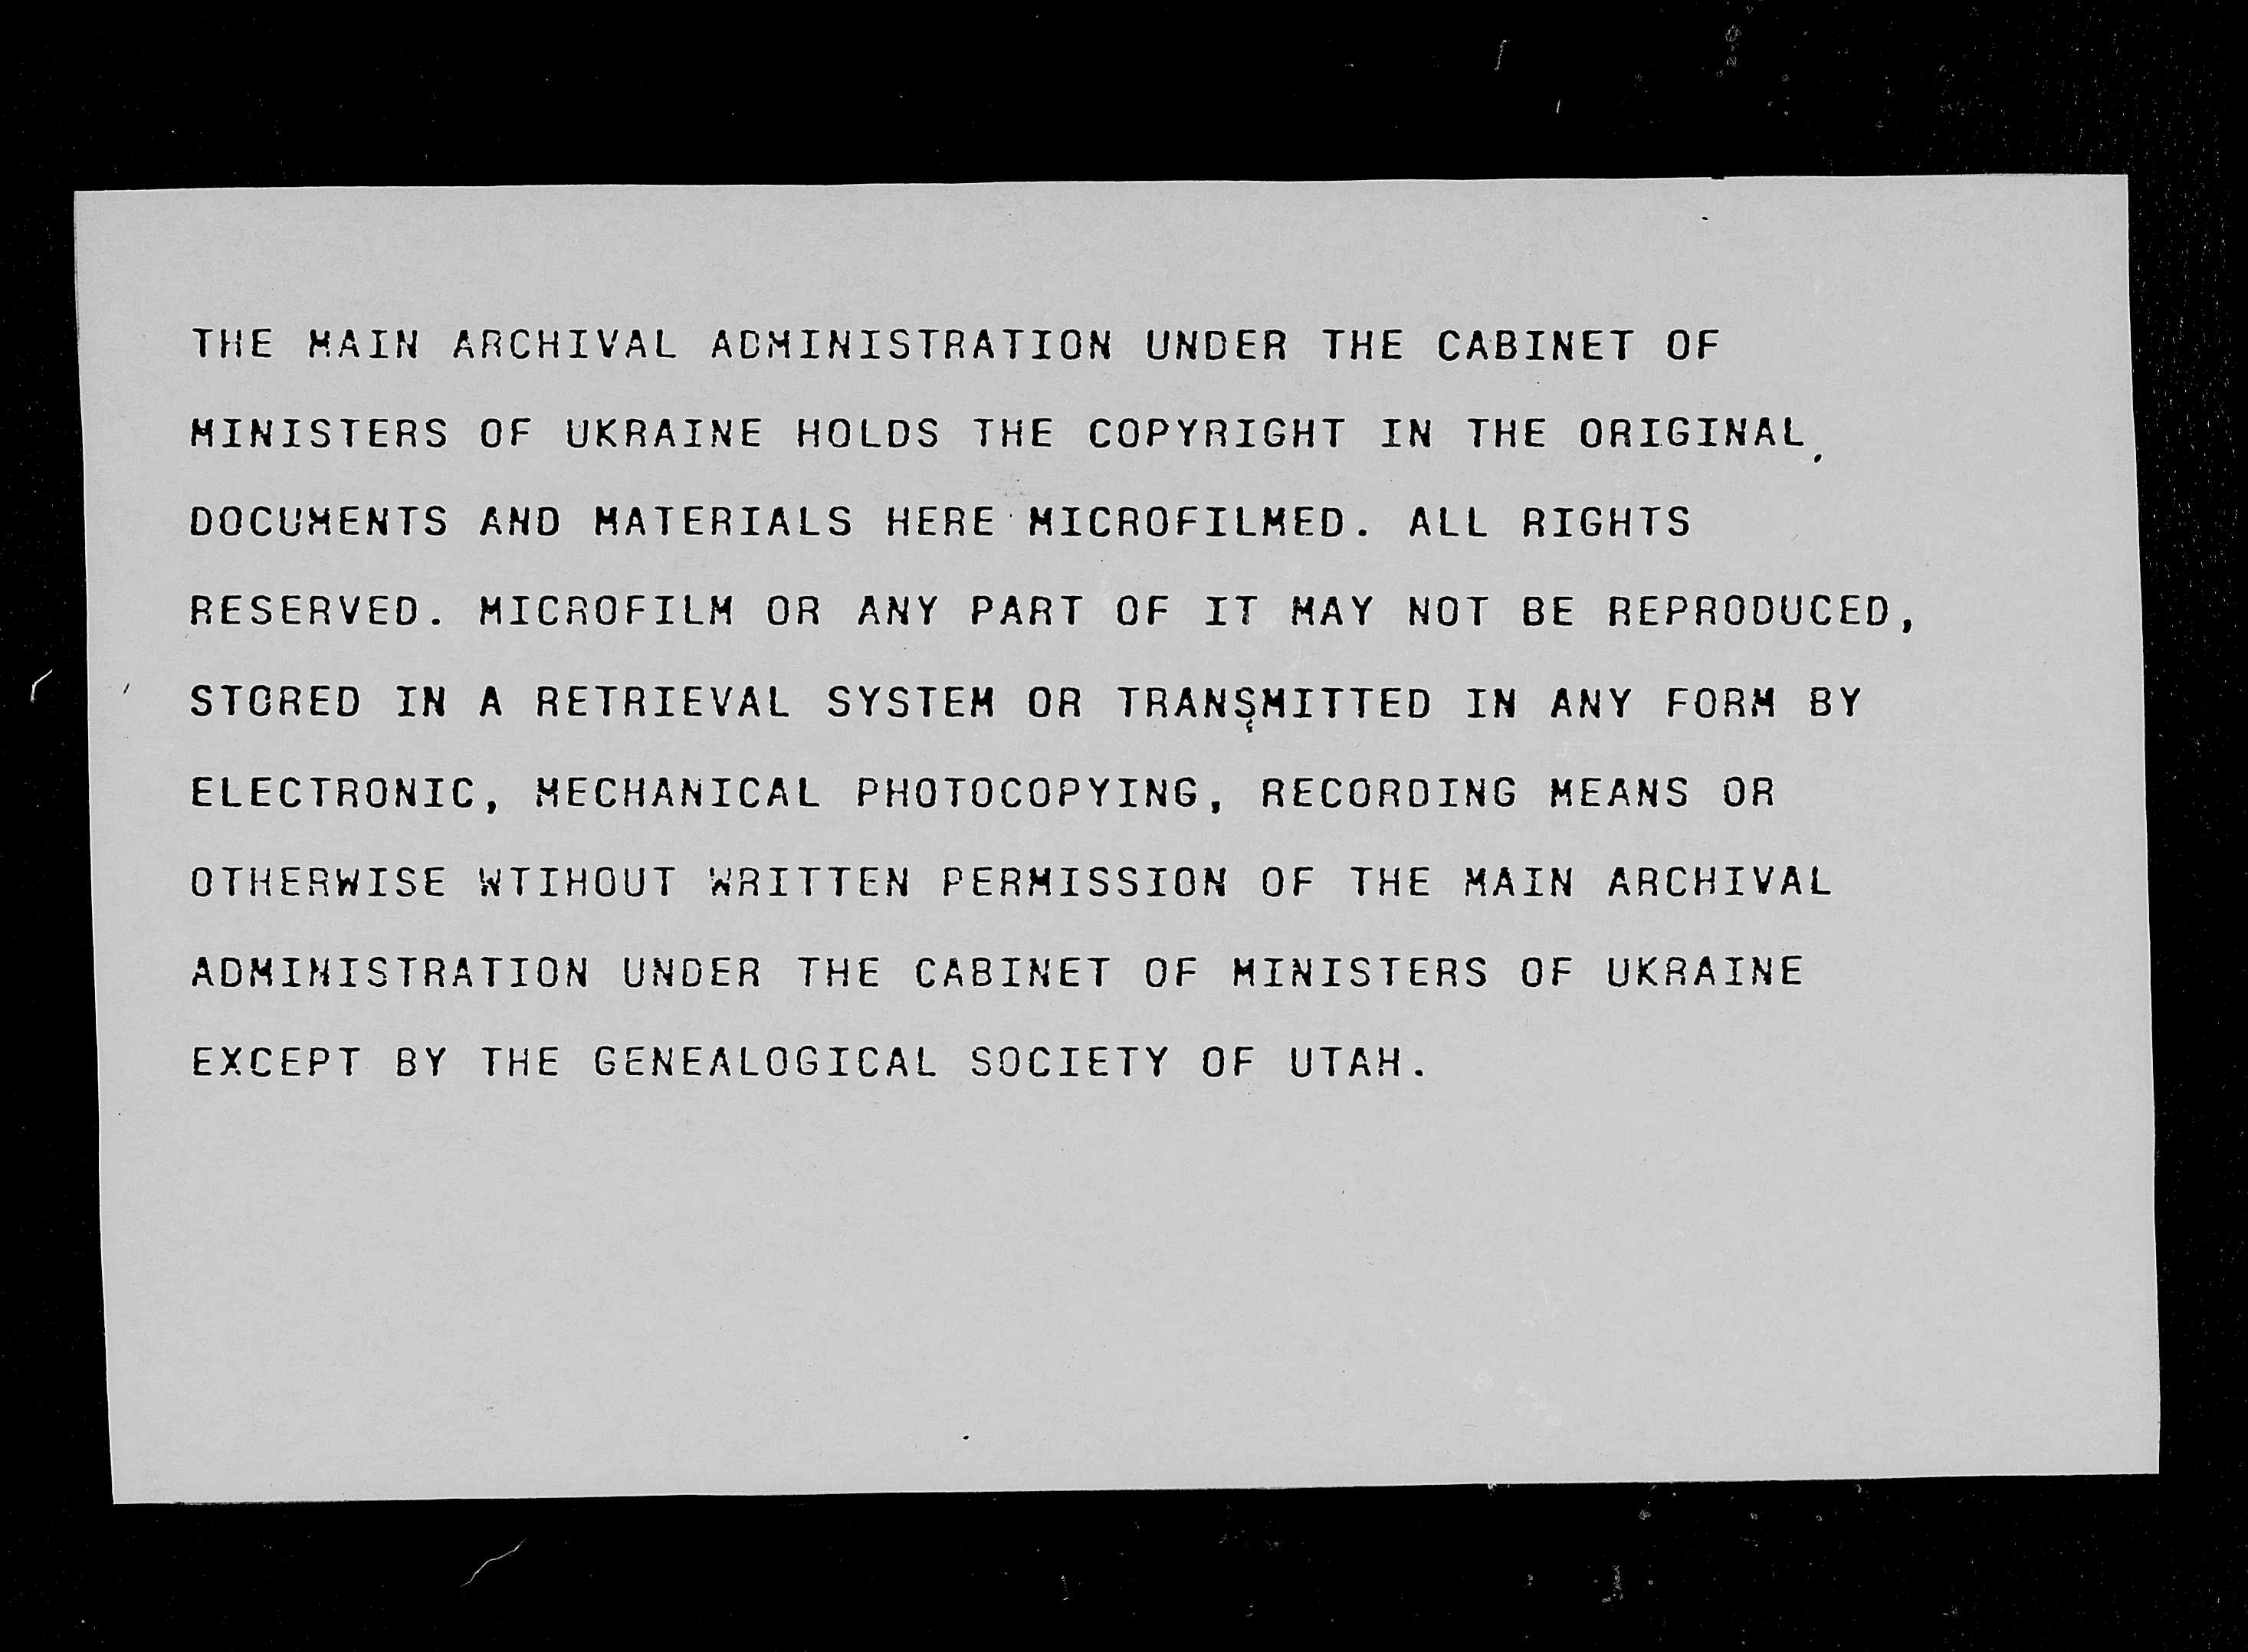 THE MAIN ARCHIVAL ADMINISTRATION UNDER THE CABINET OF
MINISTERS OF UKRAINE HOLDS THE COPYRIGHT IN THE ORIGINAL
DOCUMENTS AND MATERIALS HERE MICROFILMED. ALL RIGHTS
RESERVED. MICROFILM OR ANY PART OF IT MAY NOT BE REPRODUCED,
STORED IN A RETRIEVAL SYSTEM OR TRANSMITTED IN ANY FORM BY
ELECTRONIC, MECHANICAL PHOTOCOPYING, RECORDING MEANS OR
OTHERWISE WTIHOUT WRITTEN PERMISSION OF THE MAIN ARCHIVAL
ADMINISTRATION UNDER THE CABINET OF MINISTERS OF UKRAINE
EXCEPT BY THE GENEALOGICAL SOCIETY OF UTAH.